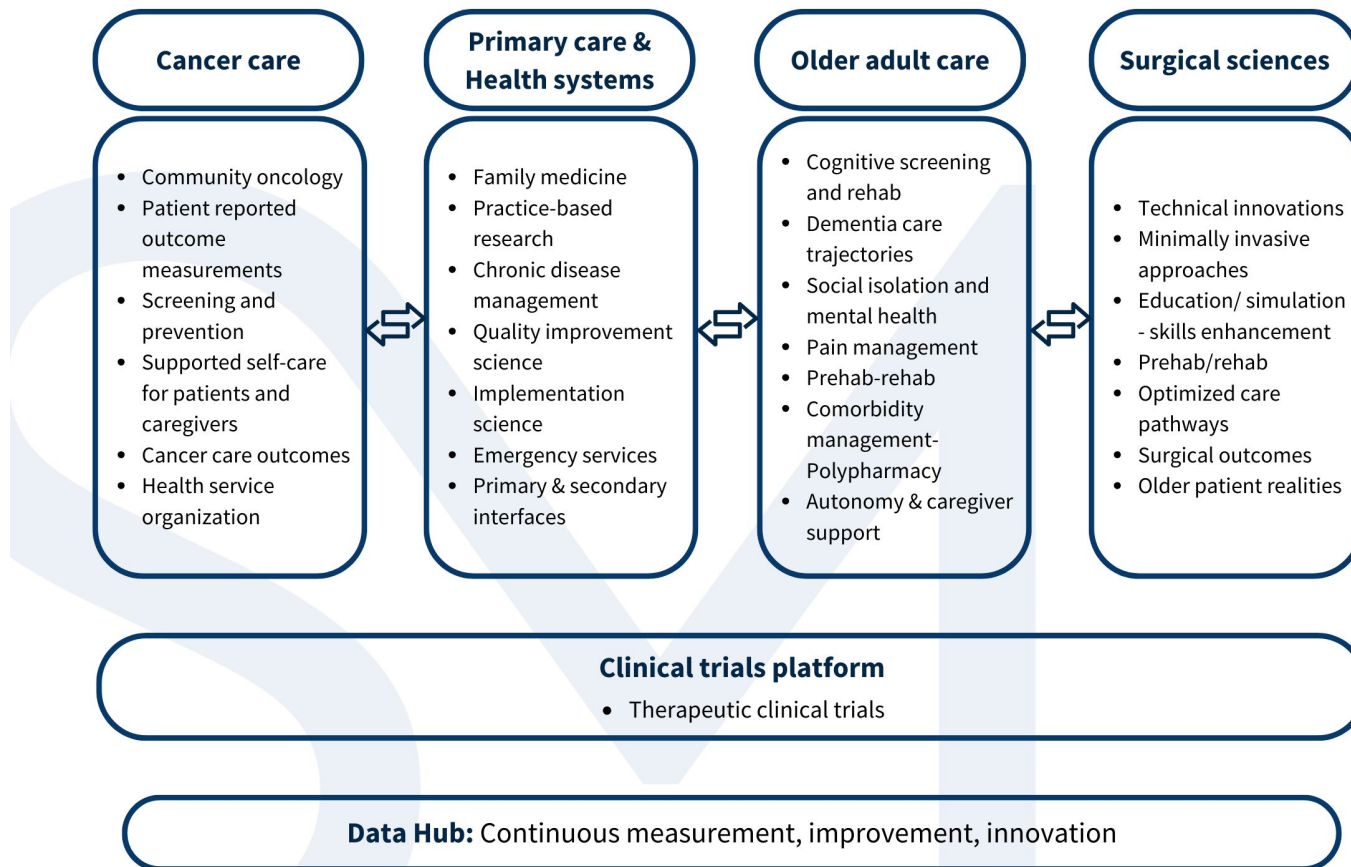 Cancer care
• Community oncology
• Patient reported
outcome
measurements
• Screening and
prevention
• Supported self-care
for patients and
caregivers
• Cancer care outcomes
• Health service
organization
Primary care &
Health systems
• Family medicine
• Practice-based
research
• Chronic disease
management
• Quality improvement
science
• Implementation
science
• Emergency services
• Primary & secondary
interfaces
Older adult care
• Cognitive screening
and rehab
• Dementia care
trajectories
• Social isolation and
mental health
• Pain management
• Prehab-rehab
• Comorbidity
management-
Polypharmacy
• Autonomy & caregiver
support
Surgical sciences
• Technical innovations
• Minimally invasive
approaches
• Education/ simulation
- skills enhancement
• Prehab/rehab
• Optimized care
pathways
• Surgical outcomes
• Older patient realities
Clinical trials platform
• Therapeutic clinical trials
Data Hub: Continuous measurement, improvement, innovation
SM